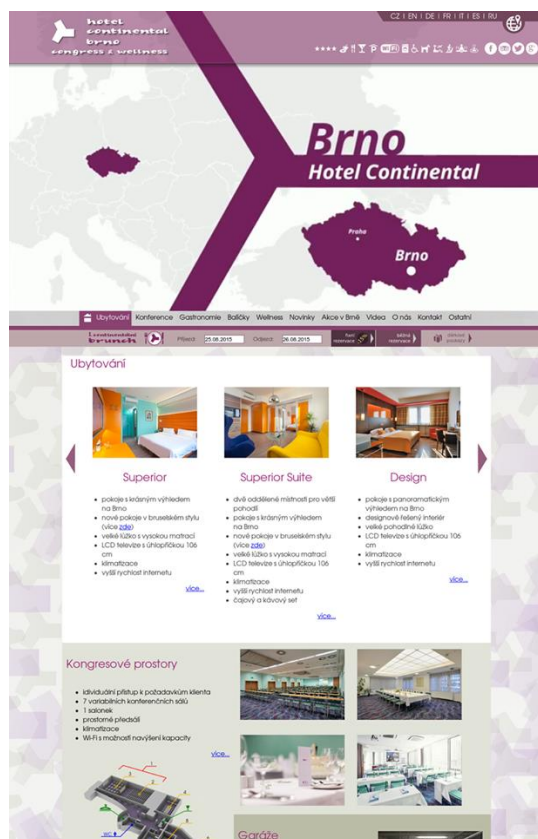 hotel
continental
brno
congress & wellness
CZ | EN | DE | FR | IT | ES | RU
Brno
Hotel Continental
Praha
Brno
Ubytování Konference Gastronomie Balíčky Wellness Novinky Akce v Brně Videa O nás Kontakt Ostatní
brunch
Příjezd: 25.08.2015 Odjezd: 26.08.2015
Ubytování
Superior
pokoje s krásným výhledem
na Brno
nové pokoje v bruselském stylu
(více zde)
velké lůžko s vysokou matrací
LCD televize s úhlopříčkou 106
cm
klimatizace
vyšší rychlost internetu
více...
Superior Suite
dvě oddělené místnosti pro větší
pohodlí
pokoje s krásným výhledem
na Brno
nové pokoje v bruselském stylu
(více zde)
velké lůžko s vysokou matrací
LCD televize s úhlopříčkou 106
cm
klimatizace
vyšší rychlost internetu
čajový a kávový set
více...
Design
pokoje s panoramatickým
výhledem na Brno
designově řešený interiér
velké pohodlné lůžko
LCD televize s úhlopříčkou 106
cm
klimatizace
vyšší rychlost internetu
více...
Kongresové prostory
idividuální přístup k požadavkům klienta
7 variabilních konferenčních sálů
1 salonek
prostorné předsálí
klimatizace
Wi-Fi s možností navýšení kapacity
více...
WC
Garáže